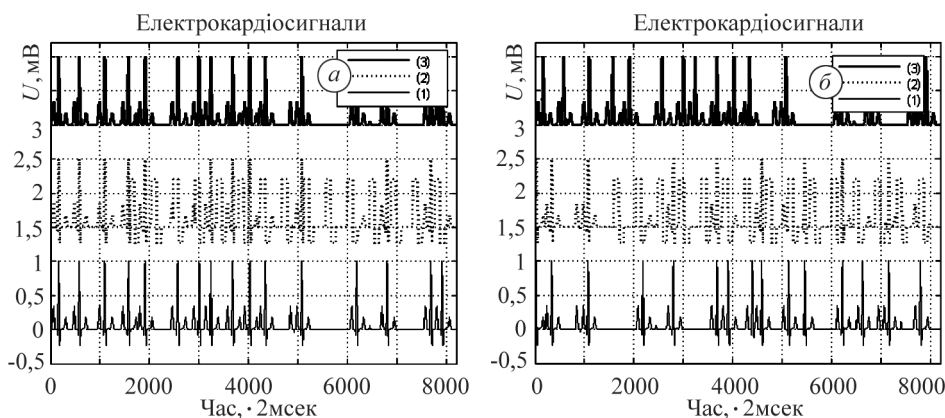 Електрокардіосигнали
U, мВ
а
(3)
(2)
(1)
3
2,5
2
1,5
1
0,5
0
-0,5
0 2000 4000 6000 8000
Час, · 2мсек
Електрокардіосигнали
U, мВ
б
(3)
(2)
(1)
3
2,5
2
1,5
1
0,5
0
-0,5
0 2000 4000 6000 8000
Час, · 2мсек